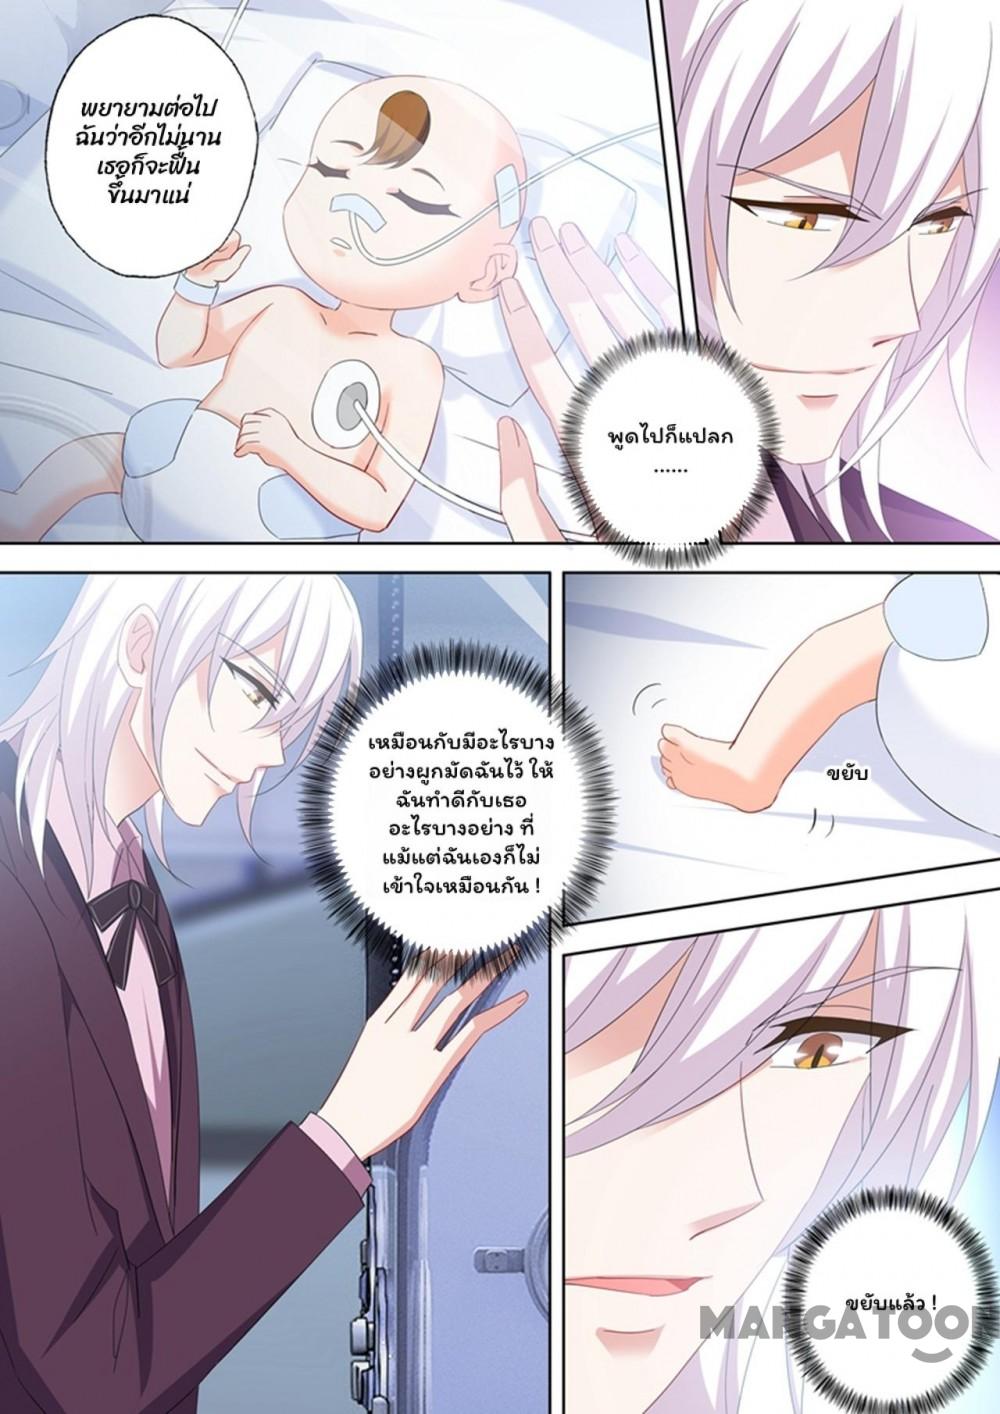 พยายามต่อไป
ฉันว่าอีกไม่นาน
เธอก็จะฟื้น
ขึ้นมาแน่
พูดไปก็แปลก
......
เหมือนกับมีอะไรบาง
อย่างผูกมัดฉันไว้ ให้
ฉันทำดีกับเธอ
อะไรบางอย่าง ที่
แม้แต่ฉันเองก็ไม่
เข้าใจเหมือนกัน !
ขยับ
ขยับแล้ว !
MANGATOON